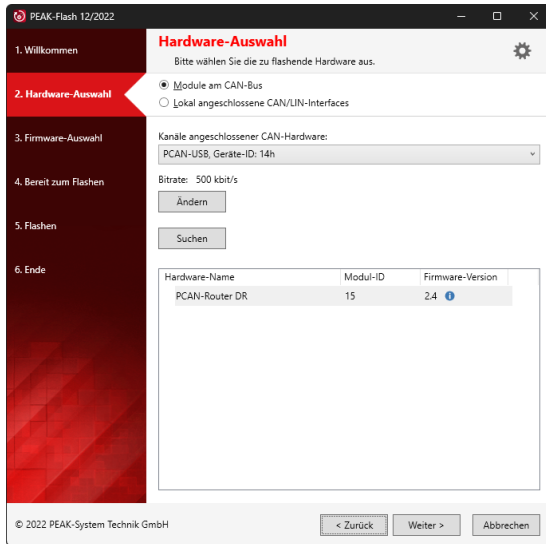 PEAK-Flash 12/2022
1. Willkommen
2. Hardware-Auswahl
3. Firmware-Auswahl
4. Bereit zum Flashen
5. Flashen
6. Ende
Hardware-Auswahl
Bitte wählen Sie die zu flashende Hardware aus.
Module am CAN-Bus
Lokal angeschlossene CAN/LIN-Interfaces
Kanäle angeschlossener CAN-Hardware:
PCAN-USB, Geräte-ID: 14h
Bitrate: 500 kbit/s
Ändern
Suchen
Hardware-Name Modul-ID Firmware-Version
PCAN-Router DR 15 2.4
© 2022 PEAK-System Technik GmbH
< Zurück Weiter > Abbrechen